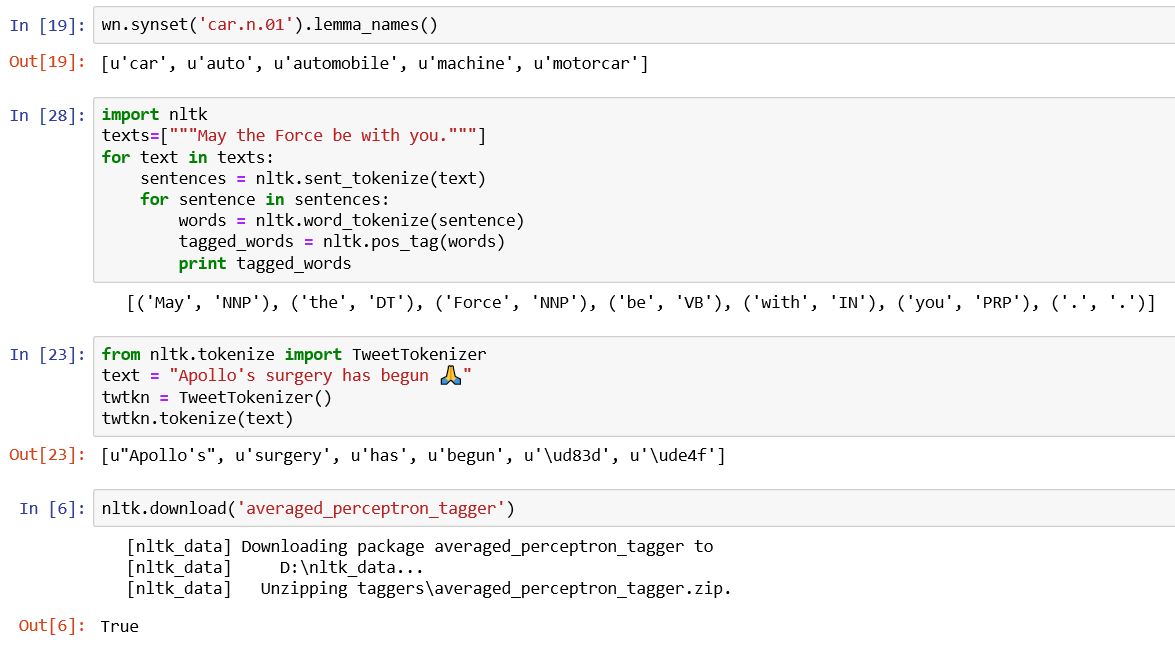 In [19]: wn.synset('car.n.01').lemma_names()
Out[19]: [u'car', u'auto', u'automobile', u'machine', u'motorcar']
In [28]: import nltk
texts=["""May the Force be with you."""]
for text in texts:
    sentences = nltk.sent_tokenize(text)
    for sentence in sentences:
        words = nltk.word_tokenize(sentence)
        tagged_words = nltk.pos_tag(words)
        print tagged_words
[('May', 'NNP'), ('the', 'DT'), ('Force', 'NNP'), ('be', 'VB'), ('with', 'IN'), ('you', 'PRP'), ('.', '.')]
In [23]: from nltk.tokenize import TweetTokenizer
text = "Apollo's surgery has begun 🙏"
twtkn = TweetTokenizer()
twtkn.tokenize(text)
Out[23]: [u"Apollo's", u'surgery', u'has', u'begun', u'\ud83d', u'\ude4f']
In [6]: nltk.download('averaged_perceptron_tagger')
[nltk_data] Downloading package averaged_perceptron_tagger to
[nltk_data]     D:\nltk_data...
[nltk_data]   Unzipping taggers\averaged_perceptron_tagger.zip.
Out[6]: True